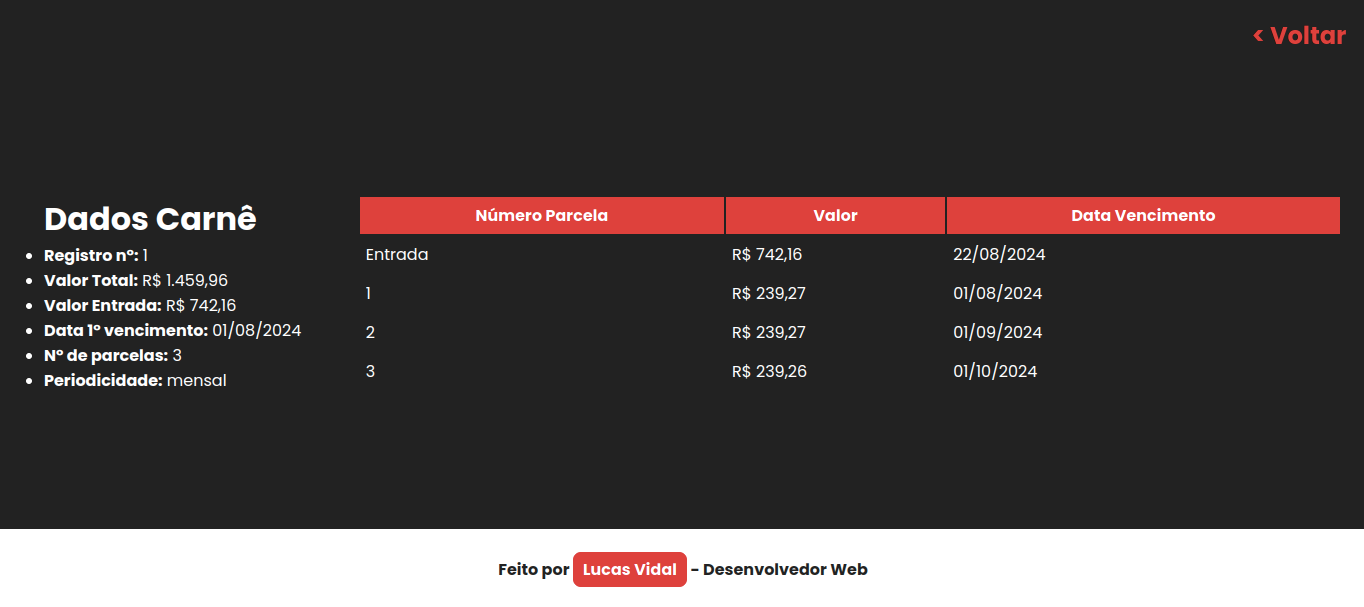 < Voltar
Dados Carnê
Registro nº: 1
Valor Total: R$ 1.459,96
Valor Entrada: R$ 742,16
Data 1º vencimento: 01/08/2024
Nº de parcelas: 3
Periodicidade: mensal
Número Parcela Valor Data Vencimento
Entrada R$ 742,16 22/08/2024
1 R$ 239,27 01/08/2024
2 R$ 239,27 01/09/2024
3 R$ 239,26 01/10/2024
Feito por Lucas Vidal - Desenvolvedor Web